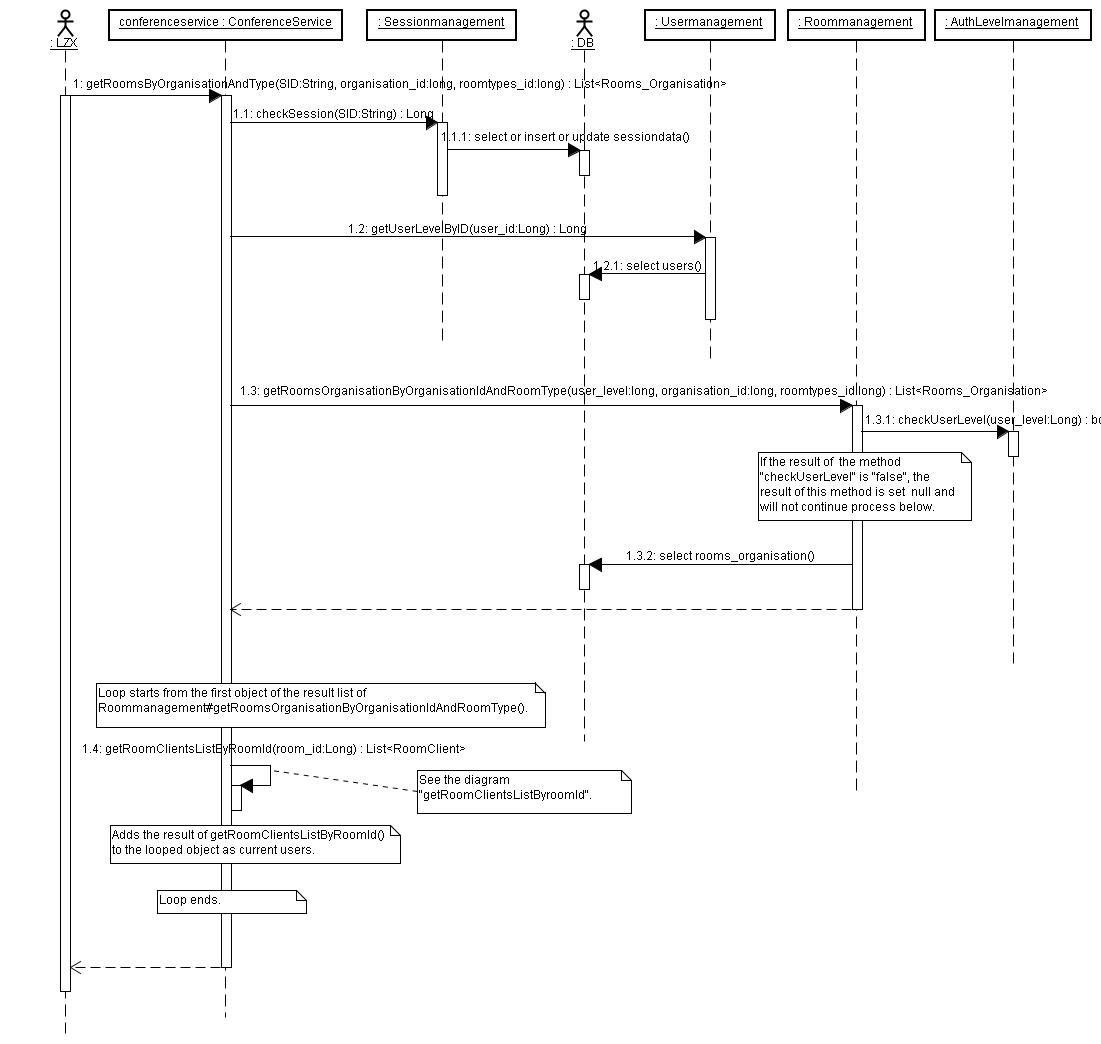 : LZX
conferenceservice : ConferenceService
: Sessionmanagement
: DB
: Usermanagement
: Roommanagement
: AuthLevelmanagement
1: getRoomsByOrganisationAndType(SID:String, organisation_id:long, roomtypes_id:long) : List<Rooms_Organisation>
1.1: checkSession(SID:String) : Long
1.1.1: select or insert or update sessiondata()
1.2: getUserLevelByID(user_id:Long) : Long
1.2.1: select users()
1.3: getRoomsOrganisationByOrganisationIdAndRoomType(user_level:long, organisation_id:long, roomtypes_id:long) : List<Rooms_Organisation>
1.3.1: checkUserLevel(user_level:Long) : bo
If the result of the method
"checkUserLevel" is "false", the
result of this method is set null and
will not continue process below.
1.3.2: select rooms_organisation()
Loop starts from the first object of the result list of
Roommanagement#getRoomsOrganisationByOrganisationIdAndRoomType().
1.4: getRoomClientsListByRoomId(room_id:Long) : List<RoomClient>
See the diagram
"getRoomClientsListByroomId".
Adds the result of getRoomClientsListByRoomId()
to the looped object as current users.
Loop ends.